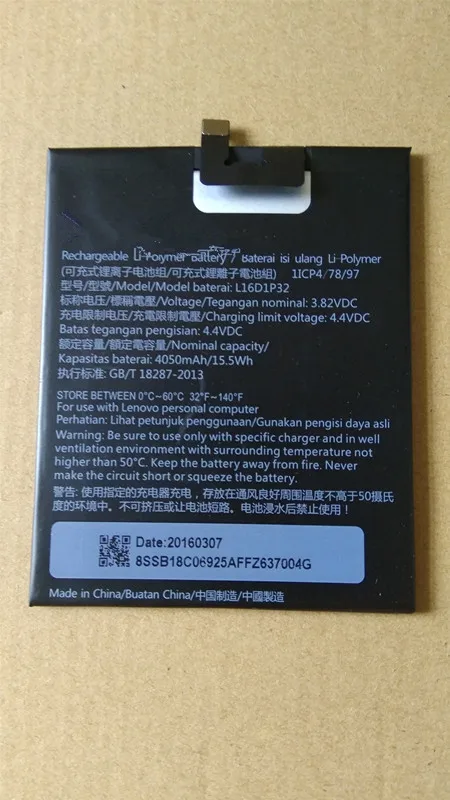 Rechargeable Li-Polymer Battery / Baterai isi ulang Li-Polymer
(可充式锂离子电池组/可充式鋰離子電池組) 1ICP4/78/97
型号/型號/Model/Model baterai: L16D1P32
标称电压/標稱電壓/Voltage/Tegangan nominal: 3.82VDC
充电限制电压/充電限制電壓/Charging limit voltage: 4.4VDC
Batas tegangan pengisian: 4.4VDC
额定容量/額定電容量/Nominal capacity/
Kapasitas baterai: 4050mAh/15.5Wh
执行标准: GB/T 18287-2013
STORE BETWEEN 0°C~60°C 32°F~140°F
For use with Lenovo personal computer
Perhatian: Lihat petunjuk penggunaan/Gunakan pengisi daya asli
Warning: Be sure to use only with specific charger and in well
ventilation environment with surrounding temperature not
higher than 50°C. Keep the battery away from fire. Never
make the circuit short or squeeze the battery.
警告: 使用指定的充电器充电，存放在通风良好周围温度不高于50摄氏
度的环境中。不可挤压或让电池短路。电池浸水后禁止使用！
Date:20160307
8SSB18C06925AFFZ637004G
Made in China/Buatan China/中国制造/中國製造